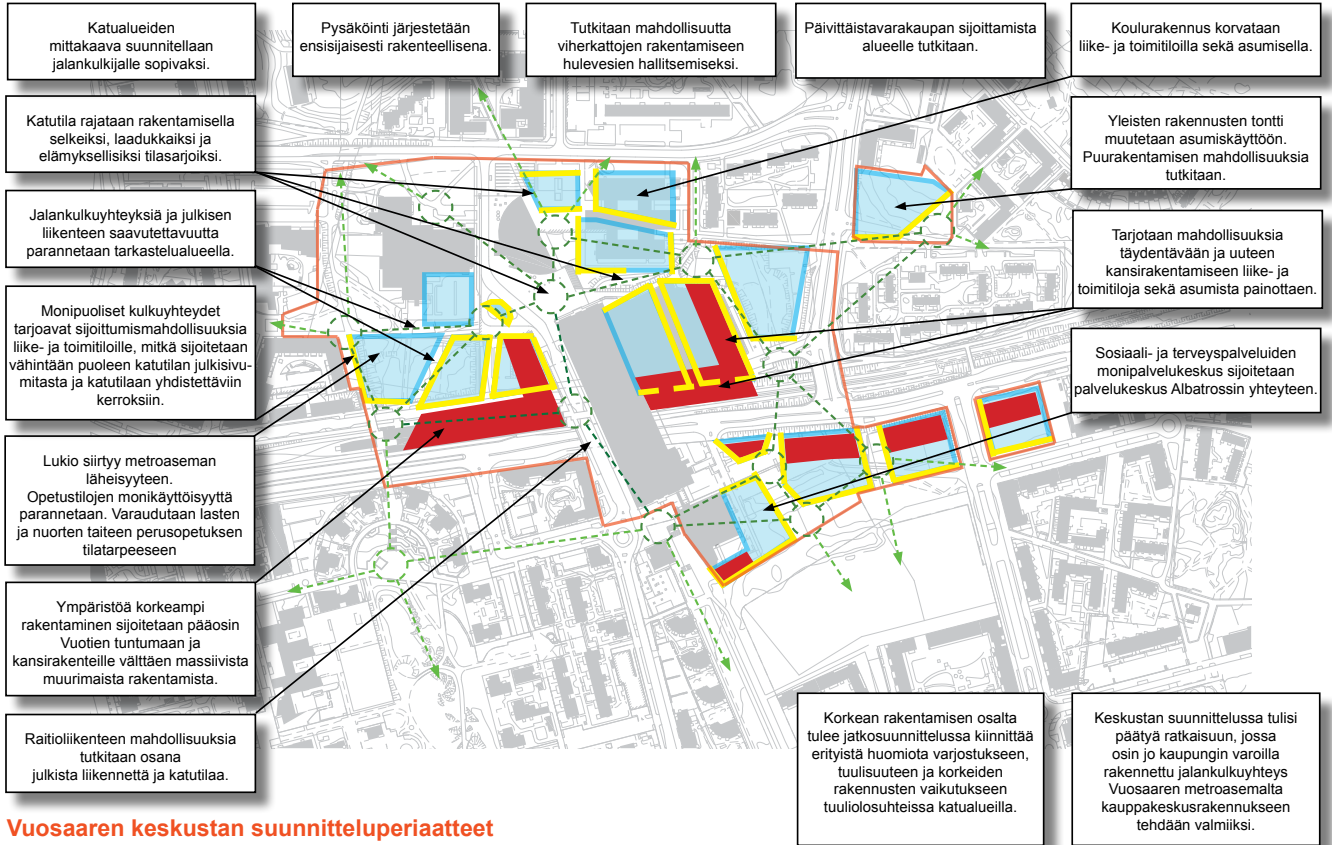 Katualueiden
mittakaava suunnitellaan
jalankulkijalle sopivaksi.
Pysäköinti järjestetään
ensisijaisesti rakenteellisena.
Tutkitaan mahdollisuutta
viherkattojen rakentamiseen
hulevesien hallitsemiseksi.
Päivittäistavarakaupan sijoittamista
alueelle tutkitaan.
Koulurakennus korvataan
liike- ja toimitiloilla sekä asumisella.
Katutila rajataan rakentamisella
selkeiksi, laadukkaiksi ja
elämyksellisiksi tilasarjoiksi.
Yleisten rakennusten tontti
muutetaan asumiskäyttöön.
Puurakentamisen mahdollisuuksia
tutkitaan.
Jalankulkuyhteyksiä ja julkisen
liikenteen saavutettavuutta
parannetaan tarkastelualueella.
Tarjotaan mahdollisuuksia
täydentävään ja uuteen
kansirakentamiseen liike- ja
toimitiloja sekä asumista painottaen.
Monipuoliset kulkuyhteydet
tarjoavat sijoittumismahdollisuuksia
liike- ja toimitiloille, mitkä sijoitetaan
vähintään puoleen katutilan julkisivu-
mitasta ja katutilaan yhdistettäviin
kerroksiin.
Sosiaali- ja terveyspalveluiden
monipalvelukeskus sijoitetaan
palvelukeskus Albatrossin yhteyteen.
Lukio siirtyy metroaseman
läheisyyteen.
Opetustilojen monikäyttöisyyttä
parannetaan. Varaudutaan lasten
ja nuorten taiteen perusopetuksen
tilatarpeeseen
Ympäristöä korkeampi
rakentaminen sijoitetaan pääosin
Vuotien tuntumaan ja
kansirakenteille välttäen massiivista
muurimaista rakentamista.
Raitioliikenteen mahdollisuuksia
tutkitaan osana
julkista liikennettä ja katutilaa.
Korkean rakentamisen osalta
tulee jatkosuunnittelussa kiinnittää
erityistä huomiota varjostukseen,
tuulisuuteen ja korkeiden
rakennusten vaikutukseen
tuuliolosuhteissa katualueilla.
Keskustan suunnittelussa tulisi
päätyä ratkaisuun, jossa
osin jo kaupungin varoilla
rakennettu jalankulkuyhteys
Vuosaaren metroasemalta
kauppakeskusrakennukseen
tehdään valmiiksi.
Vuosaaren keskustan suunnitteluperiaatteet